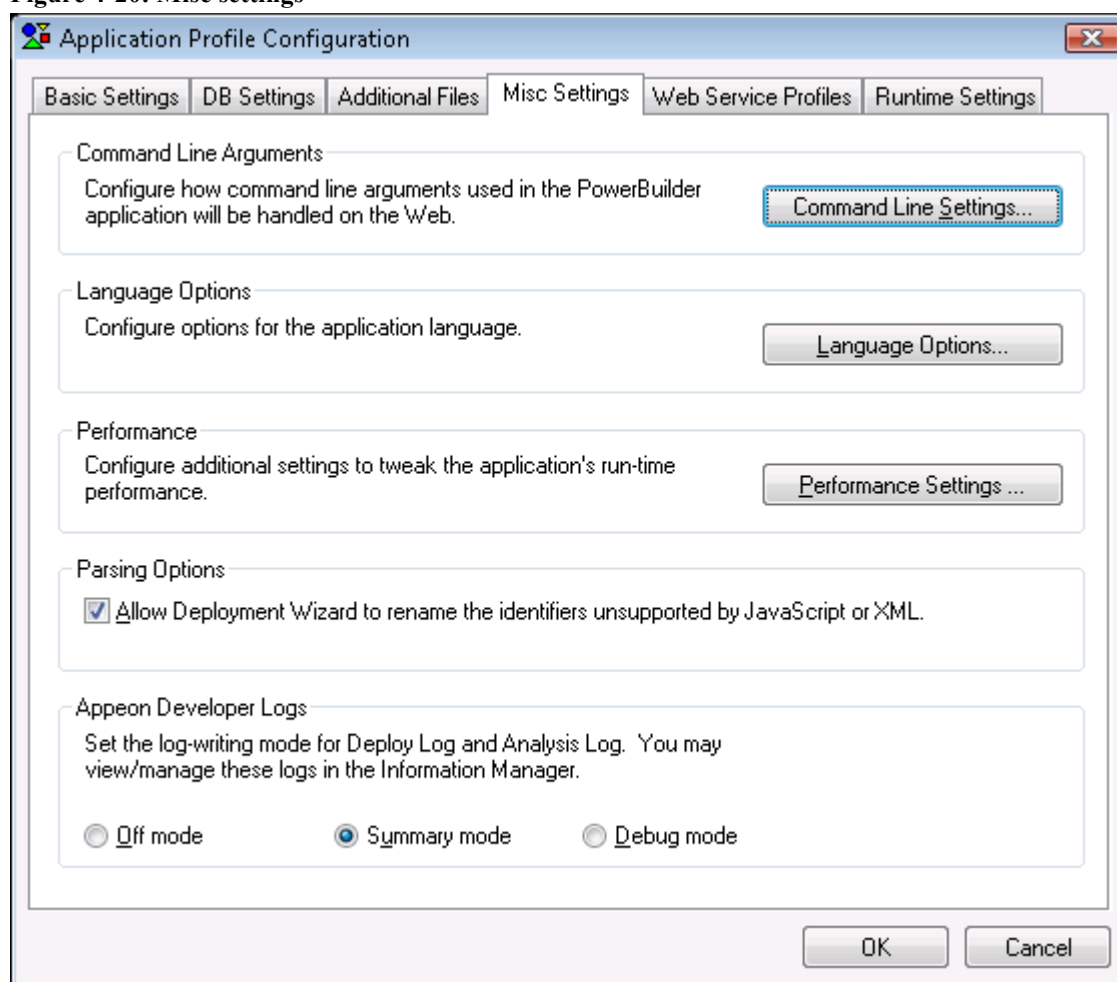 Application Profile Configuration
Basic Settings
DB Settings
Additional Files
Misc Settings
Web Service Profiles
Runtime Settings
Command Line Arguments
Configure how command line arguments used in the PowerBuilder
application will be handled on the Web.
Command Line Settings...
Language Options
Configure options for the application language.
Language Options...
Performance
Configure additional settings to tweak the application's run-time
performance.
Performance Settings ...
Parsing Options
Allow Deployment Wizard to rename the identifiers unsupported by JavaScript or XML.
Appeon Developer Logs
Set the log-writing mode for Deploy Log and Analysis Log. You may
view/manage these logs in the Information Manager.
Off mode
Summary mode
Debug mode
OK
Cancel